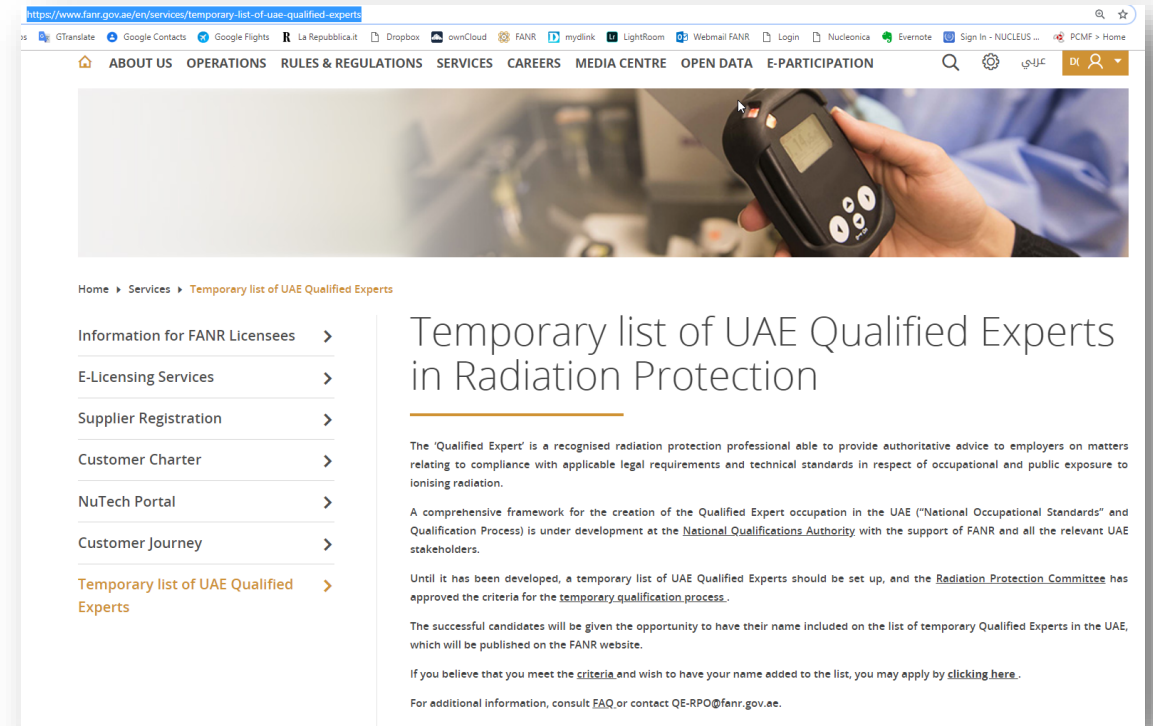 https://www.fanr.gov.ae/en/services/temporary-list-of-uae-qualified-experts
GTranslate Google Contacts Google Flights R La Repubblica.it Dropbox ownCloud FANR mydlink LightRoom Webmail FANR Login Nucleonica Evernote Sign In - NUCLEUS ... PCMF > Home
ABOUT US OPERATIONS RULES & REGULATIONS SERVICES CAREERS MEDIA CENTRE OPEN DATA E-PARTICIPATION عربي D(
Home Services Temporary list of UAE Qualified Experts
Information for FANR Licensees
E-Licensing Services
Supplier Registration
Customer Charter
NuTech Portal
Customer Journey
Temporary list of UAE Qualified
Experts
Temporary list of UAE Qualified Experts
in Radiation Protection
The ‘Qualified Expert’ is a recognised radiation protection professional able to provide authoritative advice to employers on matters
relating to compliance with applicable legal requirements and technical standards in respect of occupational and public exposure to
ionising radiation.
A comprehensive framework for the creation of the Qualified Expert occupation in the UAE (“National Occupational Standards” and
Qualification Process) is under development at the National Qualifications Authority with the support of FANR and all the relevant UAE
stakeholders.
Until it has been developed, a temporary list of UAE Qualified Experts should be set up, and the Radiation Protection Committee has
approved the criteria for the temporary qualification process .
The successful candidates will be given the opportunity to have their name included on the list of temporary Qualified Experts in the UAE,
which will be published on the FANR website.
If you believe that you meet the criteria and wish to have your name added to the list, you may apply by clicking here .
For additional information, consult FAQ or contact QE-RPO@fanr.gov.ae.